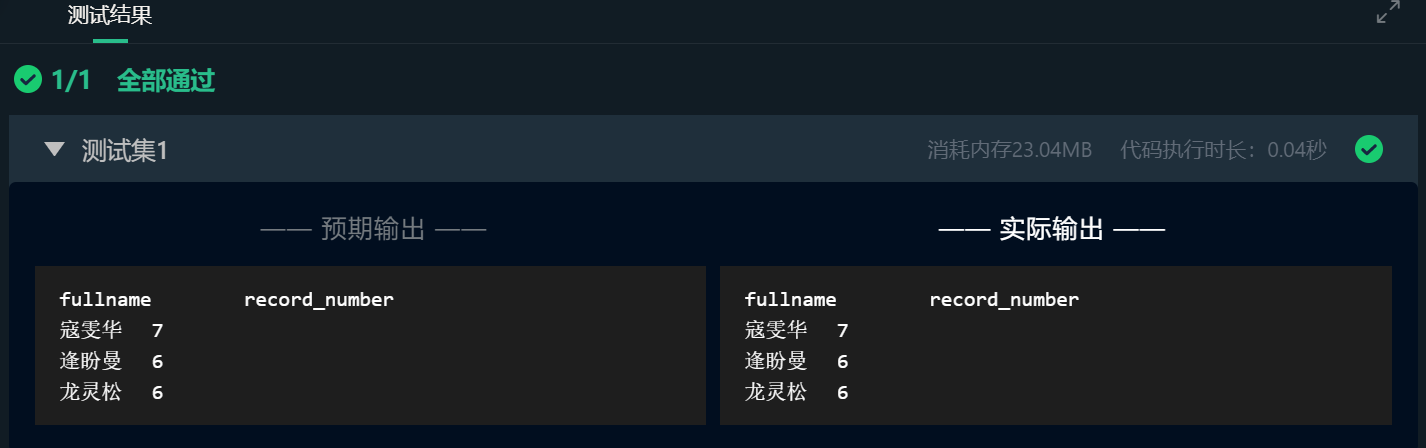 测试结果
1/1 全部通过
测试集1 消耗内存23.04MB 代码执行时长：0.04秒
—— 预期输出 —— —— 实际输出 ——
fullname record_number fullname record_number
寇雯华 7 寇雯华 7
逄盼曼 6 逄盼曼 6
龙灵松 6 龙灵松 6